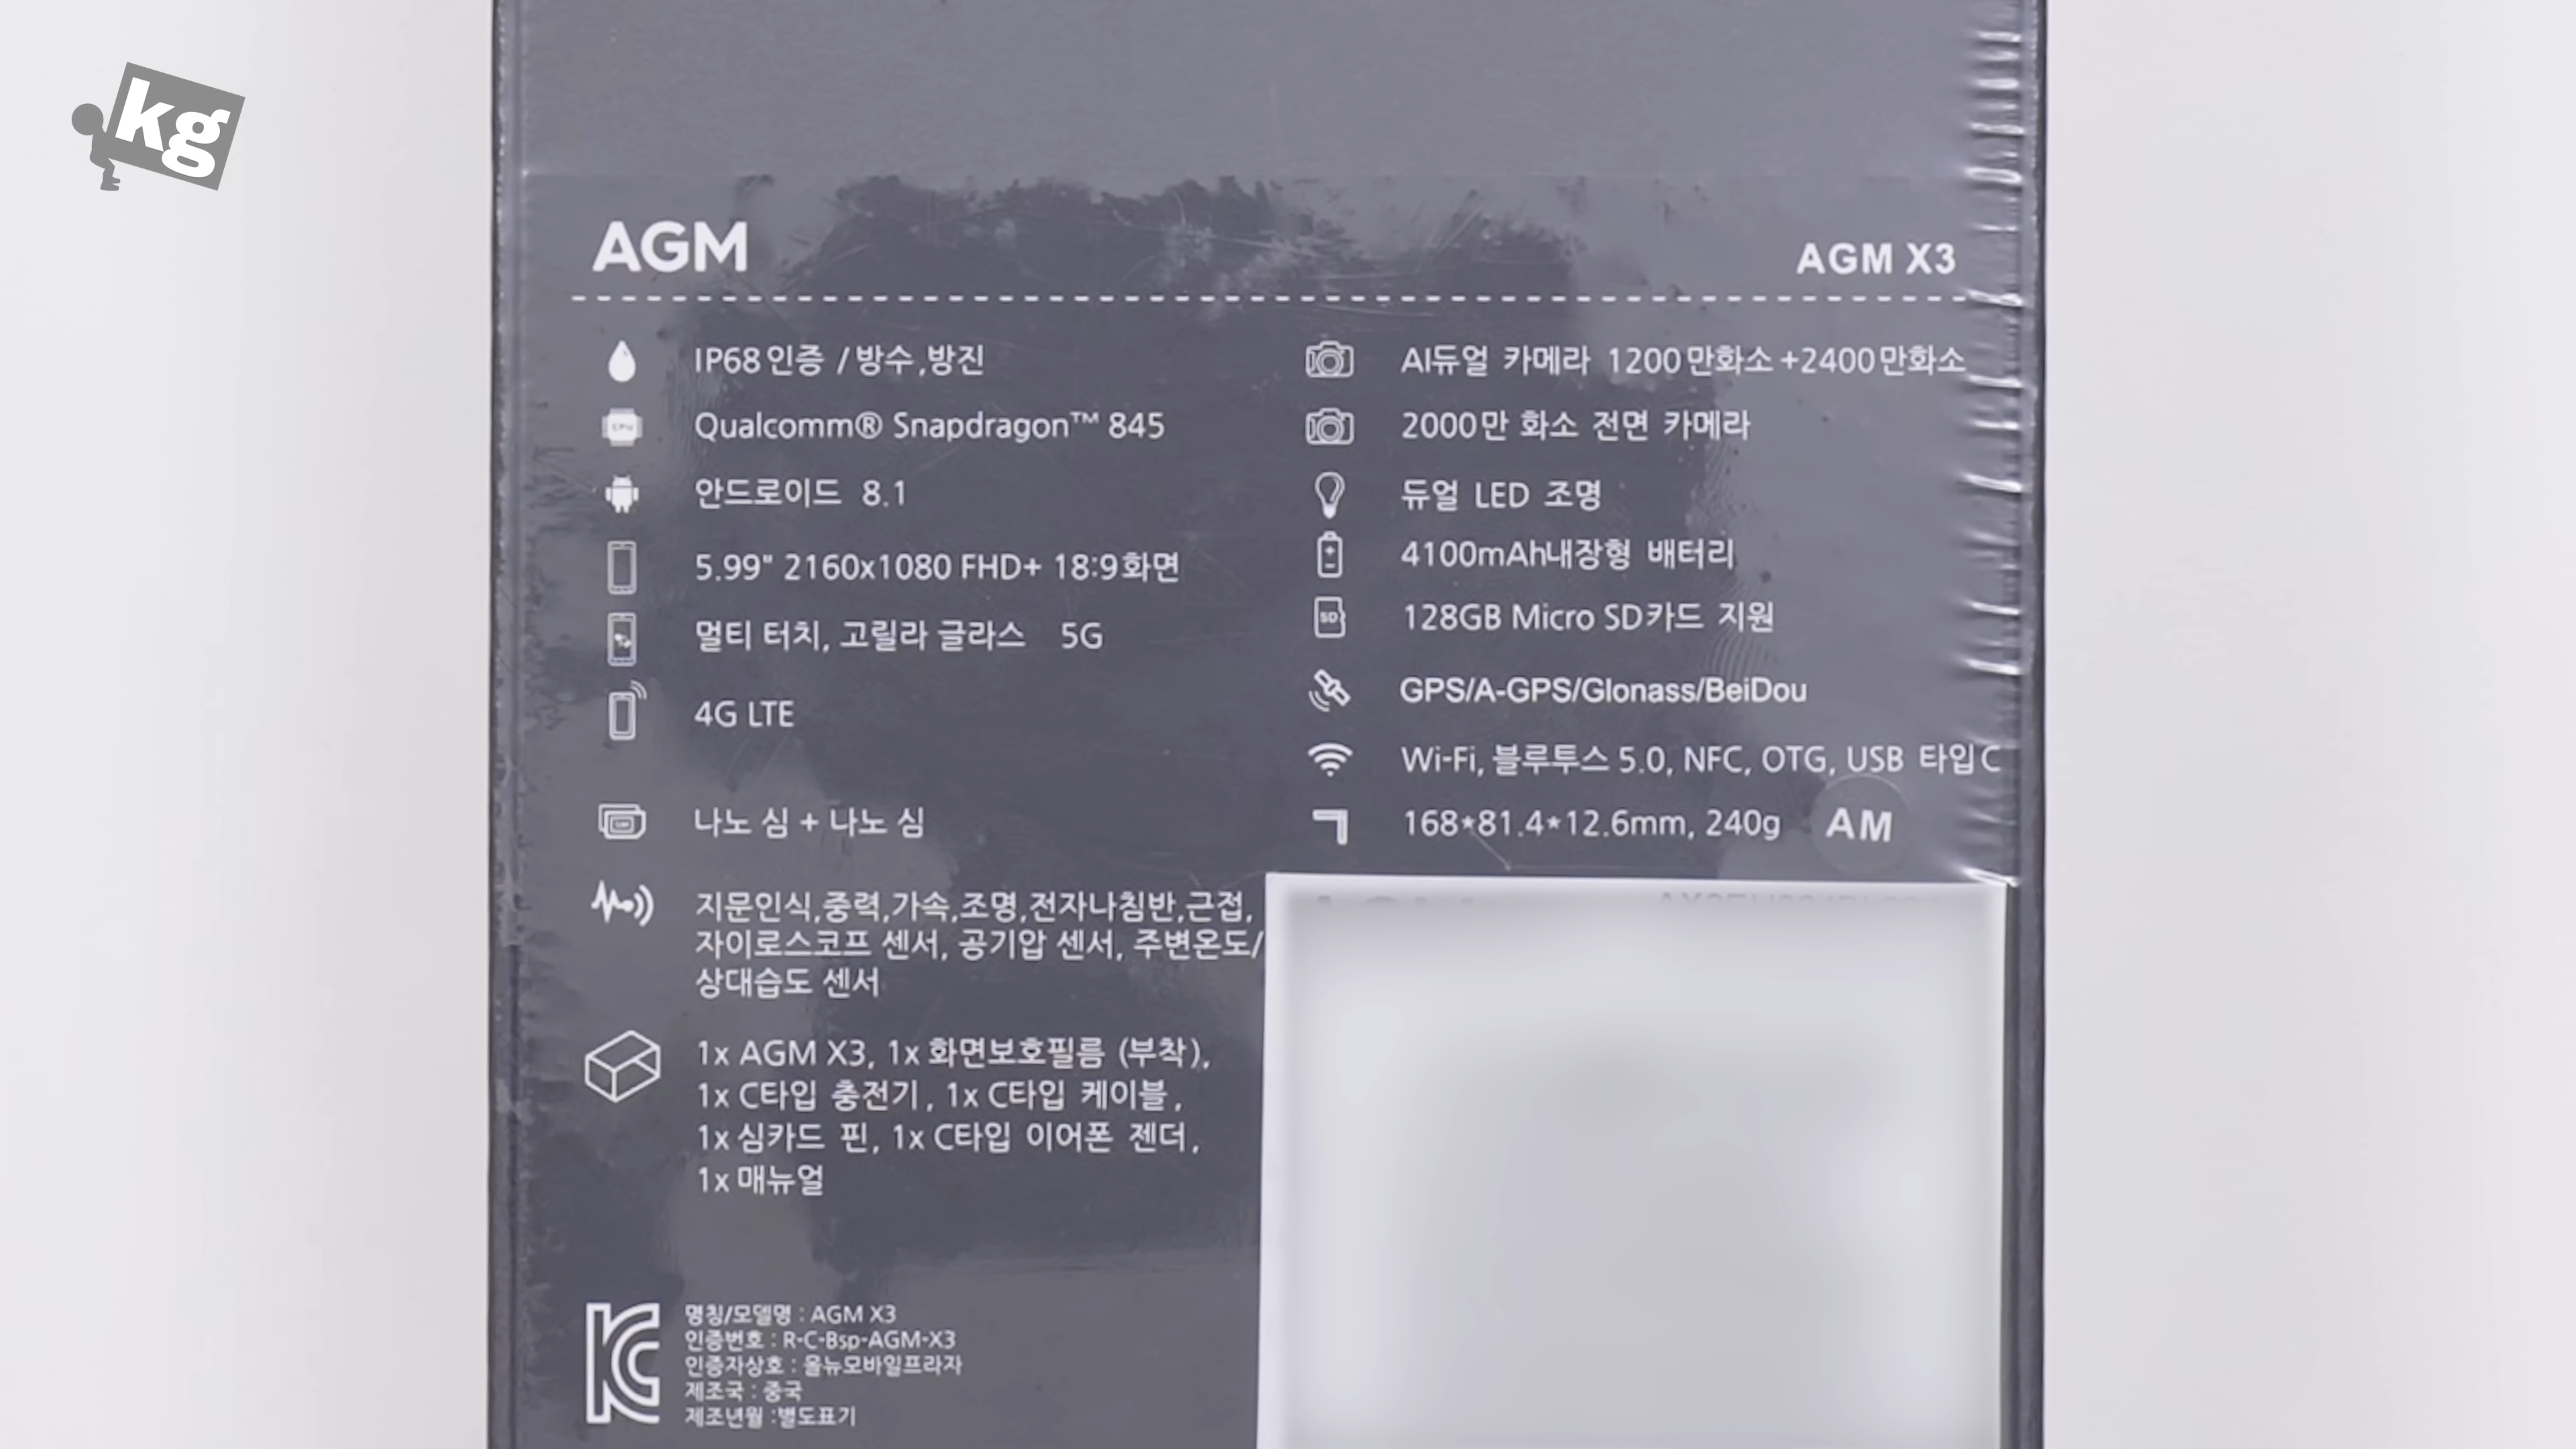 kg
AGM
AGM X3
IP68인증 /방수,방진
Qualcomm® Snapdragon™ 845
안드로이드 8.1
5.99" 2160x1080 FHD+ 18:9화면
멀티 터치, 고릴라 글라스 5G
4G LTE
나노 심 + 나노 심
지문인식,중력,가속,조명,전자나침반,근접,
자이로스코프 센서, 공기압 센서, 주변온도/
상대습도 센서
1x AGM X3, 1x 화면보호필름 (부착),
1x C타입 충전기, 1x C타입 케이블,
1x 심카드 핀, 1x C타입 이어폰 젠더,
1x 매뉴얼
AI듀얼 카메라 1200만화소+2400만화소
2000만 화소 전면 카메라
듀얼 LED 조명
4100mAh내장형 배터리
128GB Micro SD카드 지원
GPS/A-GPS/Glonass/BeiDou
Wi-Fi, 블루투스 5.0, NFC, OTG, USB 타입C
168*81.4*12.6mm, 240g
AM
명칭/모델명 : AGM X3
인증번호 : R-C-Bsp-AGM-X3
인증자상호 : 올뉴모바일프라자
제조국 : 중국
제조년월 :별도표기